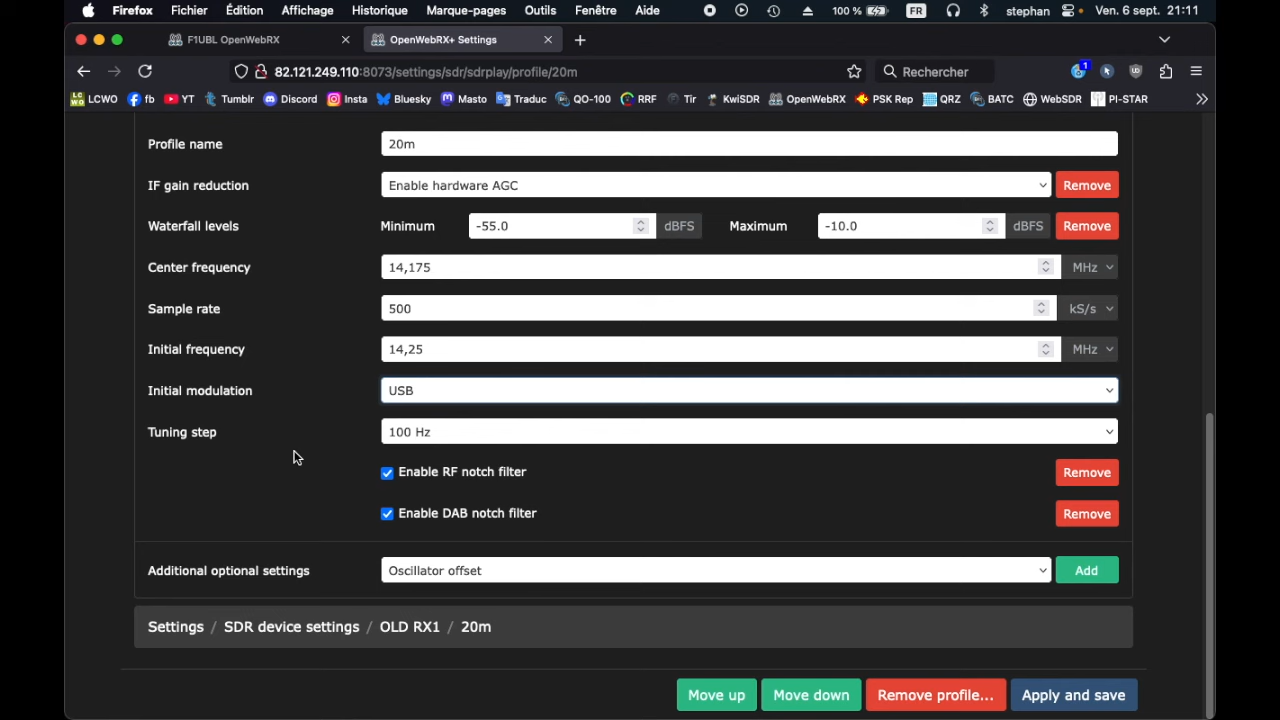 Firefox Fichier Édition Affichage Historique Marque-pages Outils Fenêtre Aide 100 % FR stephan Ven. 6 sept. 21:11
F1UBL OpenWebRX OpenWebRX+ Settings
82.121.249.110:8073/settings/sdr/sdrplay/profile/20m Rechercher 1
LCWO fb YT Tumblr Discord Insta Bluesky Masto Traduc QO-100 RRF Tir KwiSDR OpenWebRX PSK Rep QRZ BATC WebSDR PI-STAR
Profile name 20m
IF gain reduction Enable hardware AGC Remove
Waterfall levels Minimum -55.0 dBFS Maximum -10.0 dBFS Remove
Center frequency 14,175 MHz
Sample rate 500 kS/s
Initial frequency 14,25 MHz
Initial modulation USB
Tuning step 100 Hz
Enable RF notch filter Remove
Enable DAB notch filter Remove
Additional optional settings Oscillator offset Add
Settings / SDR device settings / OLD RX1 / 20m
Move up Move down Remove profile... Apply and save